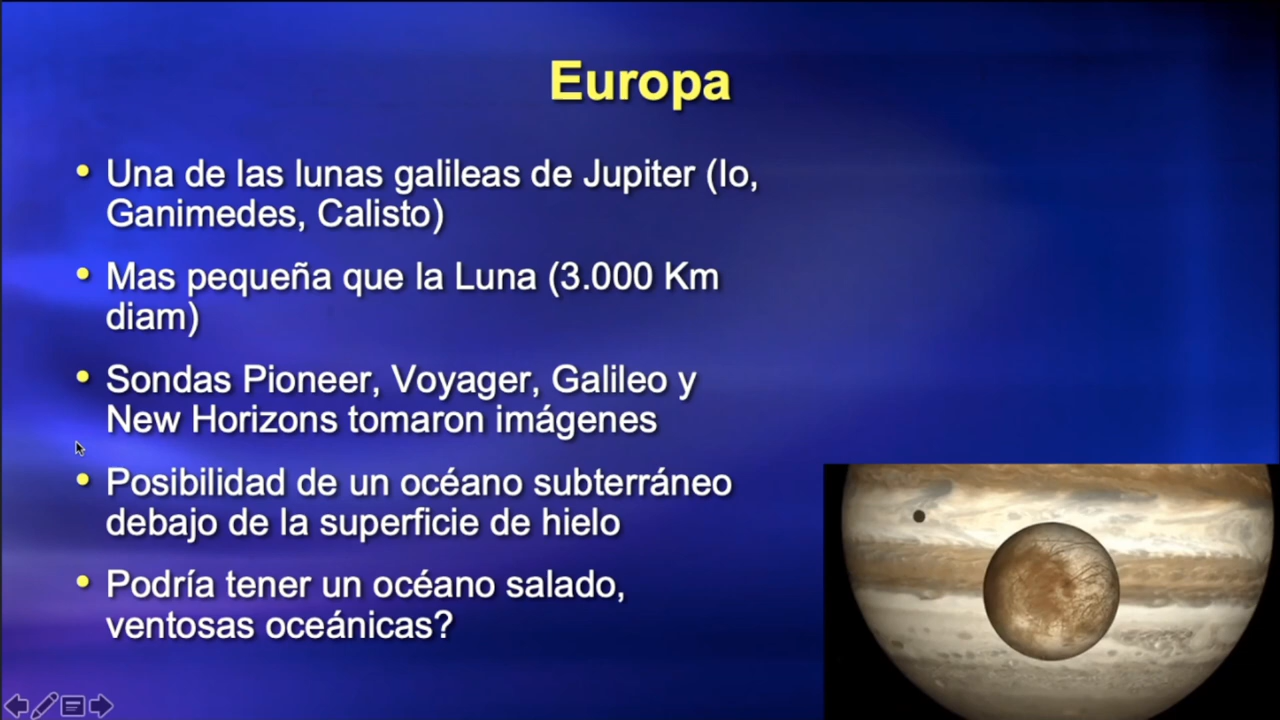 Europa
• Una de las lunas galileas de Jupiter (Io,
Ganimedes, Calisto)
• Mas pequeña que la Luna (3.000 Km
diam)
• Sondas Pioneer, Voyager, Galileo y
New Horizons tomaron imágenes
• Posibilidad de un océano subterráneo
debajo de la superficie de hielo
• Podría tener un océano salado,
ventosas oceánicas?